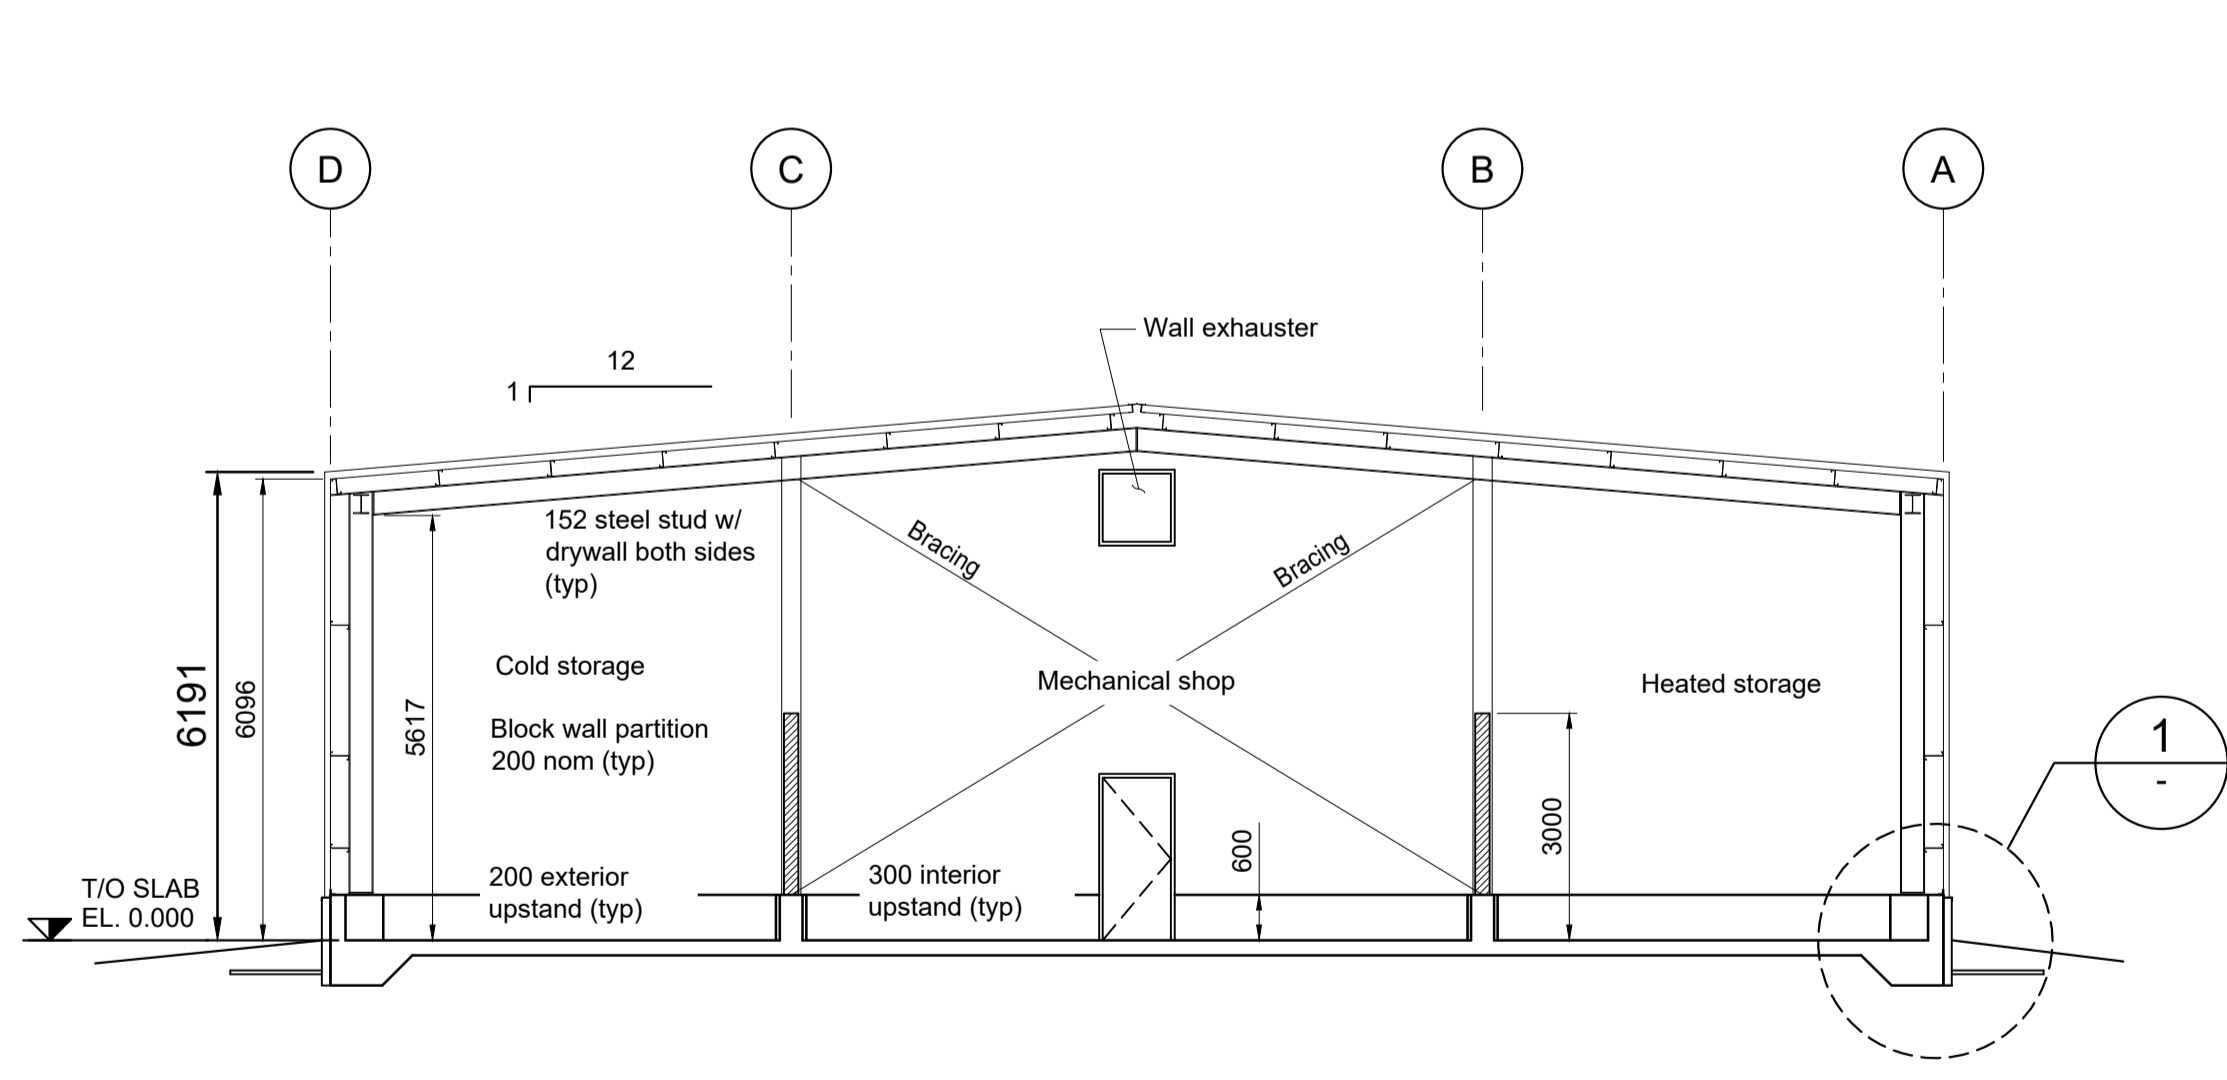 D
C
B
A
Wall exhauster
12
1
152 steel stud w/
drywall both sides
(typ)
Bracing
Bracing
6191
6096
5617
Cold storage
Mechanical shop
Heated storage
Block wall partition
200 nom (typ)
1
-
3000
600
T/O SLAB
EL. 0.000
200 exterior
upstand (typ)
300 interior
upstand (typ)